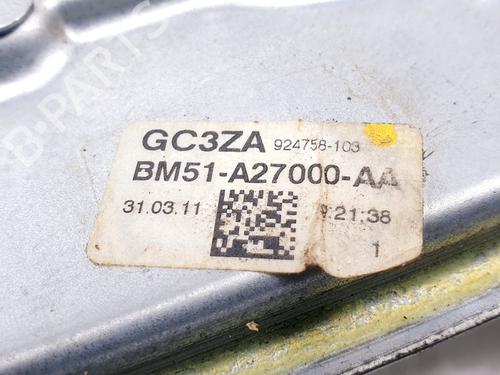 GC3ZA 924758-103
BM51-A27000-AA
31.03.11 9:21:38
1
B-PARTS